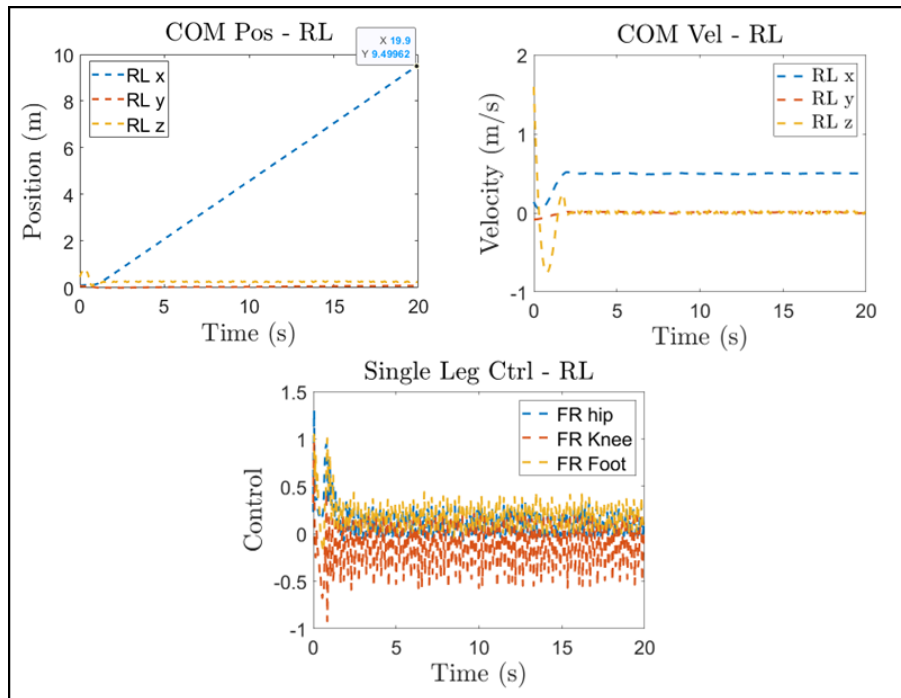 COM Pos - RL
X 19.9
Y 9.49962
10
8
6
4
2
0
RL x
RL y
RL z
Position (m)
0 5 10 15 20
Time (s)
COM Vel - RL
2
1
0
-1
RL x
RL y
RL z
Velocity (m/s)
0 5 10 15 20
Time (s)
Single Leg Ctrl - RL
1.5
1
0.5
0
-0.5
-1
FR hip
FR Knee
FR Foot
Control
0 5 10 15 20
Time (s)